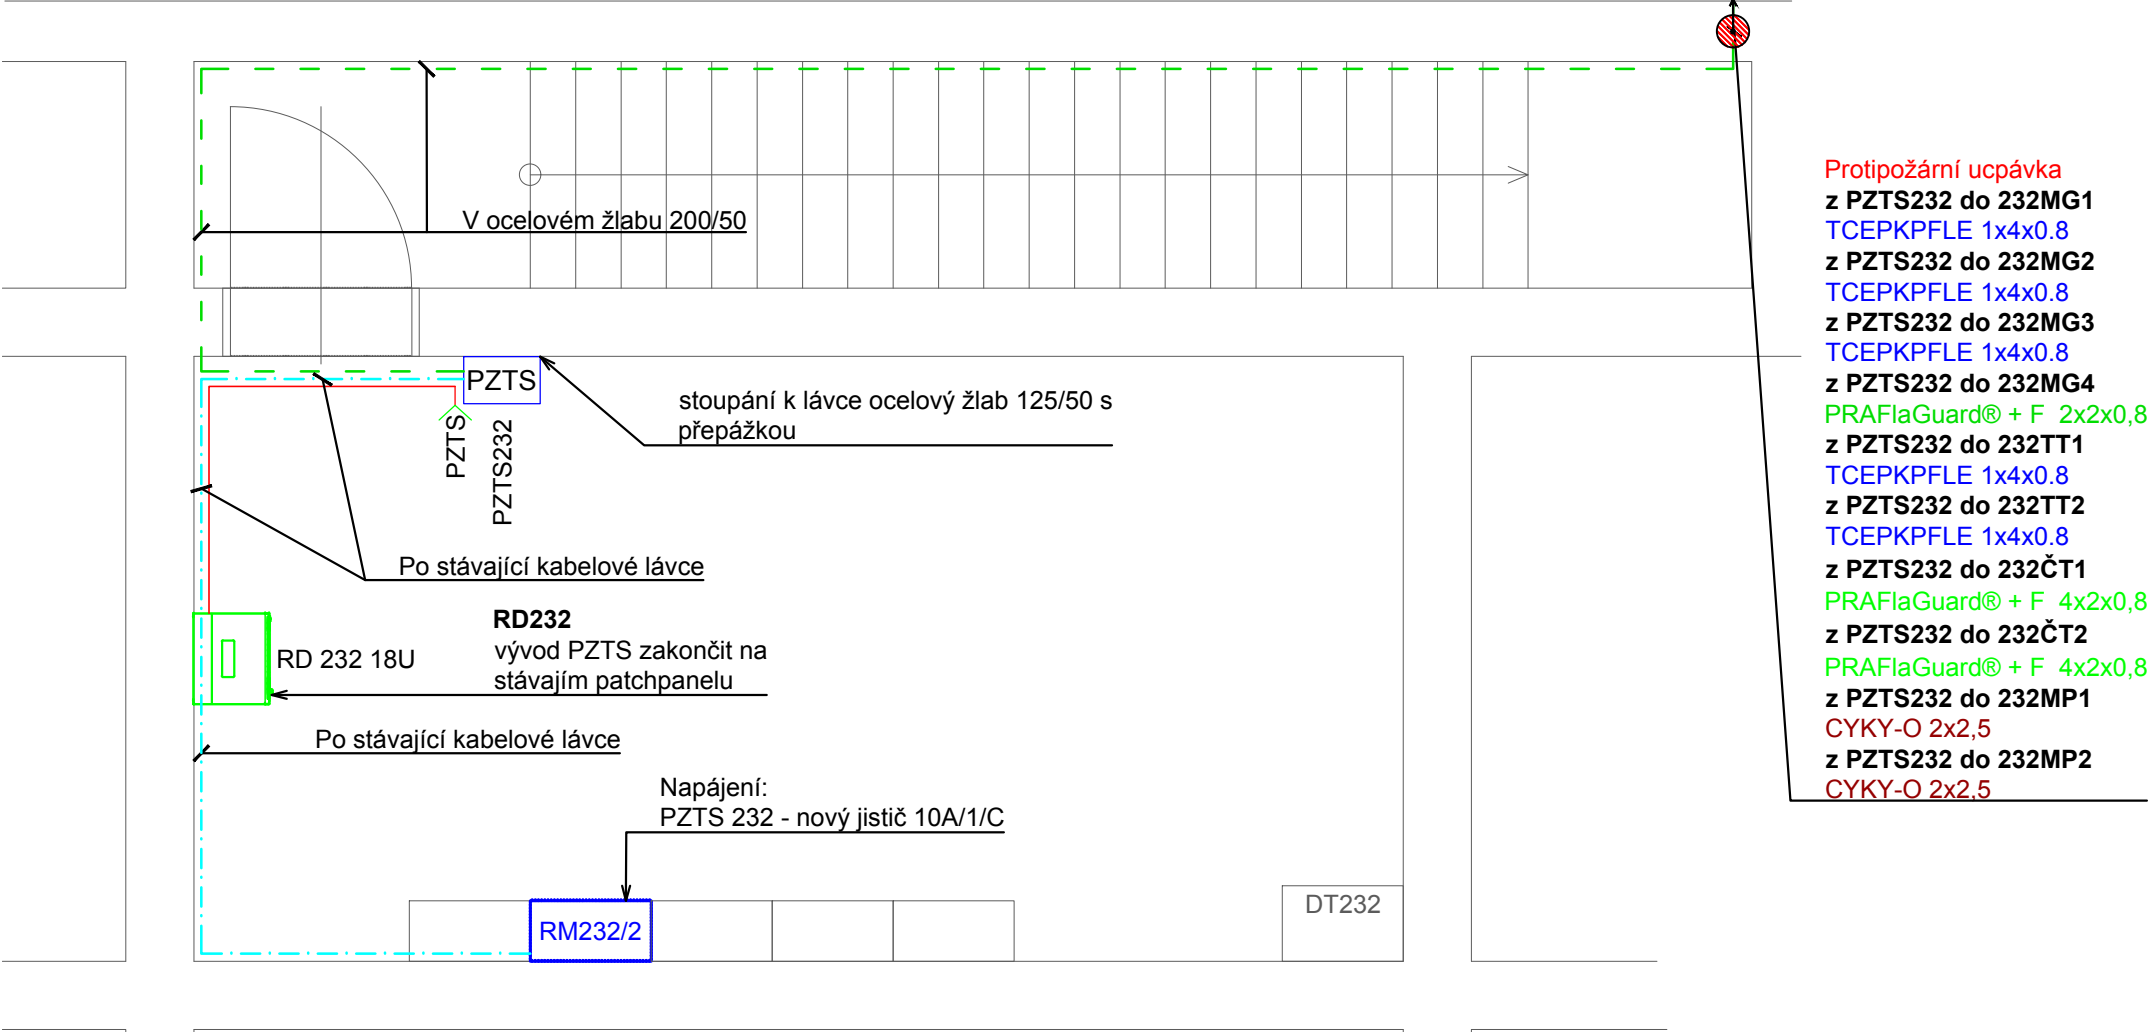 V ocelovém žlabu 200/50
PZTS
PZTS
PZTS232
stoupání k lávce ocelový žlab 125/50 s
přepážkou
Po stávající kabelové lávce
RD232
vývod PZTS zakončit na
stávajím patchpanelu
RD 232 18U
Po stávající kabelové lávce
Napájení:
PZTS 232 - nový jistič 10A/1/C
RM232/2
DT232
Protipožární ucpávka
z PZTS232 do 232MG1
TCEPKPFLE 1x4x0.8
z PZTS232 do 232MG2
TCEPKPFLE 1x4x0.8
z PZTS232 do 232MG3
TCEPKPFLE 1x4x0.8
z PZTS232 do 232MG4
PRAFlaGuard® + F  2x2x0,8
z PZTS232 do 232TT1
TCEPKPFLE 1x4x0.8
z PZTS232 do 232TT2
TCEPKPFLE 1x4x0.8
z PZTS232 do 232ČT1
PRAFlaGuard® + F  4x2x0,8
z PZTS232 do 232ČT2
PRAFlaGuard® + F  4x2x0,8
z PZTS232 do 232MP1
CYKY-O 2x2,5
z PZTS232 do 232MP2
CYKY-O 2x2,5